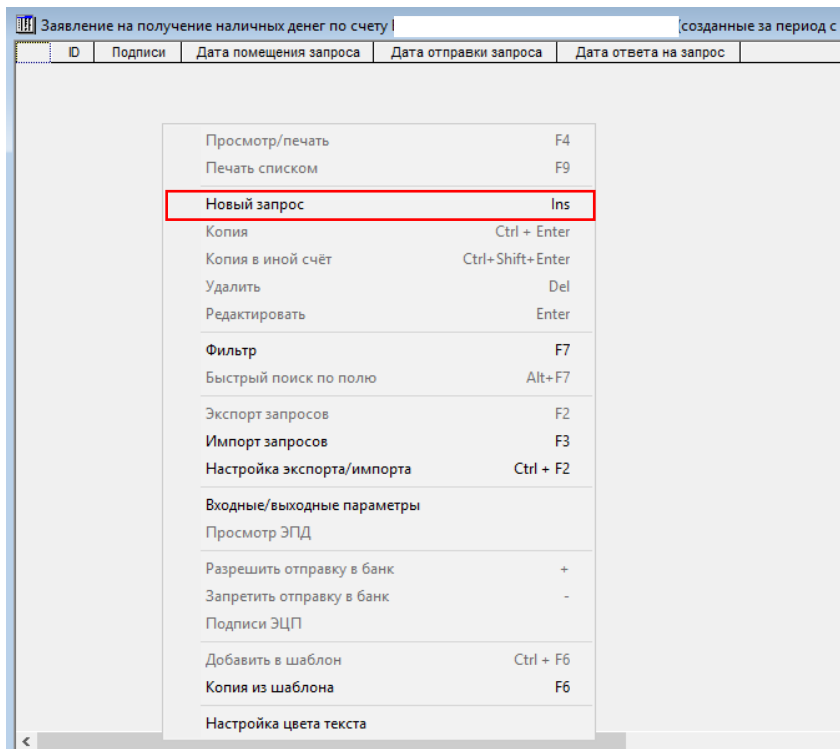 Заявление на получение наличных денег по счету (созданные за период с
ID Подписи Дата помещения запроса Дата отправки запроса Дата ответа на запрос
Просмотр/печать F4
Печать списком F9
Новый запрос Ins
Копия Ctrl + Enter
Копия в иной счёт Ctrl+Shift+Enter
Удалить Del
Редактировать Enter
Фильтр F7
Быстрый поиск по полю Alt+F7
Экспорт запросов F2
Импорт запросов F3
Настройка экспорта/импорта Ctrl + F2
Входные/выходные параметры
Просмотр ЭПД
Разрешить отправку в банк +
Запретить отправку в банк -
Подписи ЭЦП
Добавить в шаблон Ctrl + F6
Копия из шаблона F6
Настройка цвета текста